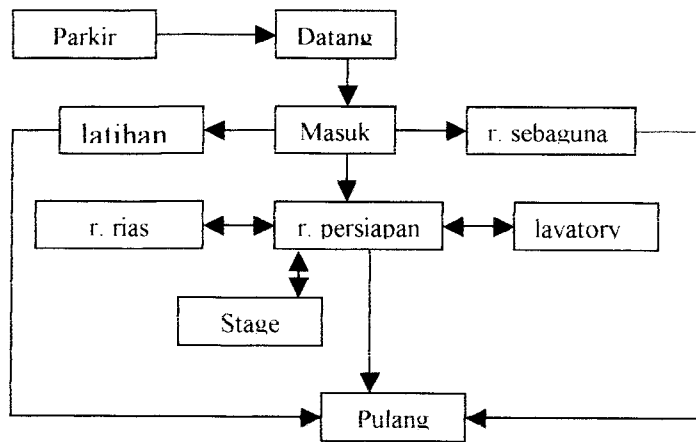 Parkir
Datang
latihan
Masuk
r. sebaguna
r. rias
r. persiapan
lavatory
Stage
Pulang